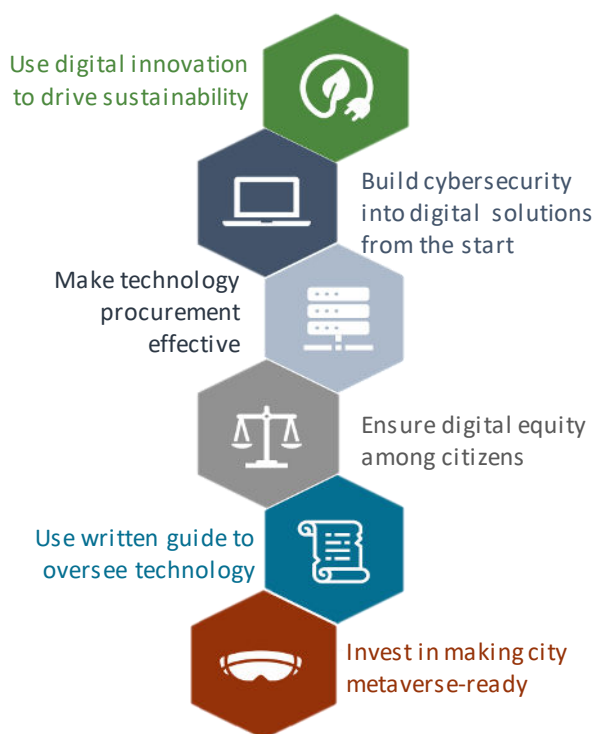 Use digital innovation
to drive sustainability
Build cybersecurity
into digital solutions
from the start
Make technology
procurement
effective
Ensure digital equity
among citizens
Use written guide to
oversee technology
Invest in making city
metaverse-ready